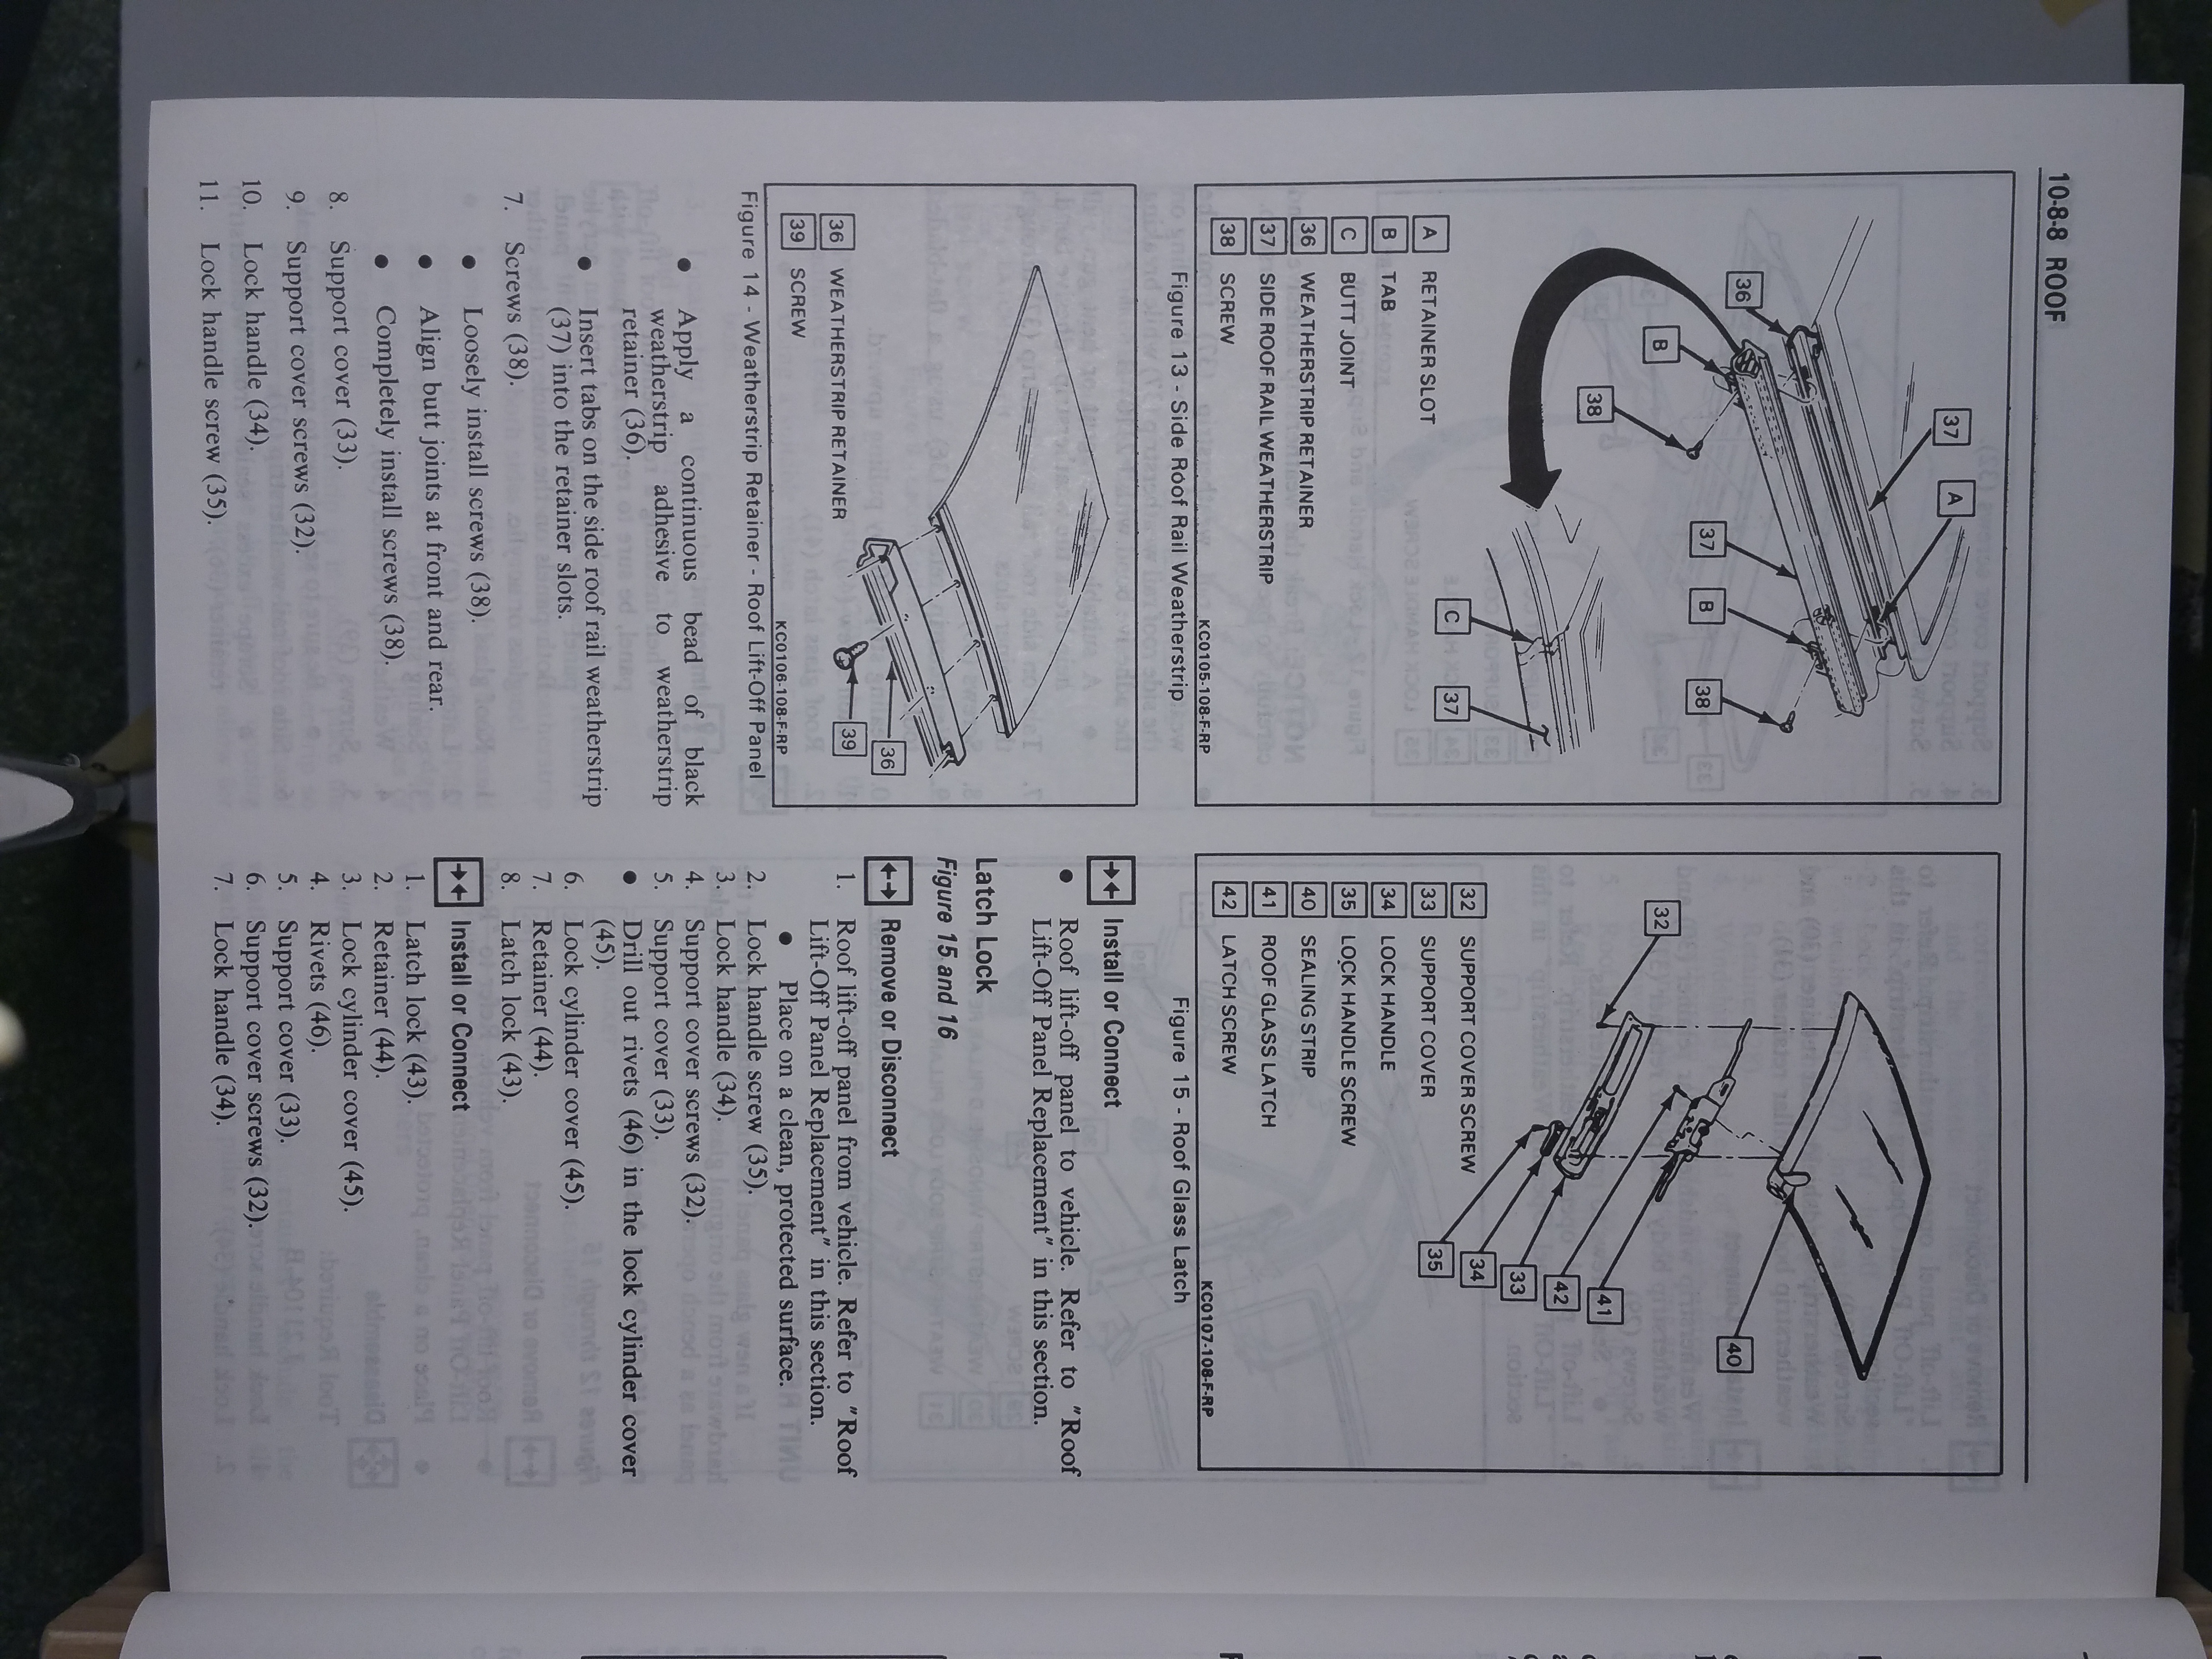 10-8-8 ROOF
36
B
38
37
A
37
B
38
C
37
A RETAINER SLOT
B TAB
C BUTT JOINT
36 WEATHERSTRIP RETAINER
37 SIDE ROOF RAIL WEATHERSTRIP
38 SCREW
KC0105-108-F-RP
Figure 13 - Side Roof Rail Weatherstrip
36
39
36 WEATHERSTRIP RETAINER
39 SCREW
KC0106-108-F-RP
Figure 14 - Weatherstrip Retainer - Roof Lift-Off Panel
● Apply a continuous bead of black
weatherstrip adhesive to weatherstrip
retainer (36).
● Insert tabs on the side roof rail weatherstrip
(37) into the retainer slots.
7. Screws (38).
● Loosely install screws (38).
● Align butt joints at front and rear.
● Completely install screws (38).
8. Support cover (33).
9. Support cover screws (32).
10. Lock handle (34).
11. Lock handle screw (35).
32
40
41
42
33
34
35
32 SUPPORT COVER SCREW
33 SUPPORT COVER
34 LOCK HANDLE
35 LOCK HANDLE SCREW
40 SEALING STRIP
41 ROOF GLASS LATCH
42 LATCH SCREW
KC0107-108-F-RP
Figure 15 - Roof Glass Latch
Install or Connect
● Roof lift-off panel to vehicle. Refer to "Roof
Lift-Off Panel Replacement" in this section.
Latch Lock
Figure 15 and 16
Remove or Disconnect
1. Roof lift-off panel from vehicle. Refer to "Roof
Lift-Off Panel Replacement" in this section.
● Place on a clean, protected surface.
2. Lock handle screw (35).
3. Lock handle (34).
4. Support cover screws (32).
5. Support cover (33).
● Drill out rivets (46) in the lock cylinder cover
(45).
6. Lock cylinder cover (45).
7. Retainer (44).
8. Latch lock (43).
Install or Connect
1. Latch lock (43).
2. Retainer (44).
3. Lock cylinder cover (45).
4. Rivets (46).
5. Support cover (33).
6. Support cover screws (32).
7. Lock handle (34).